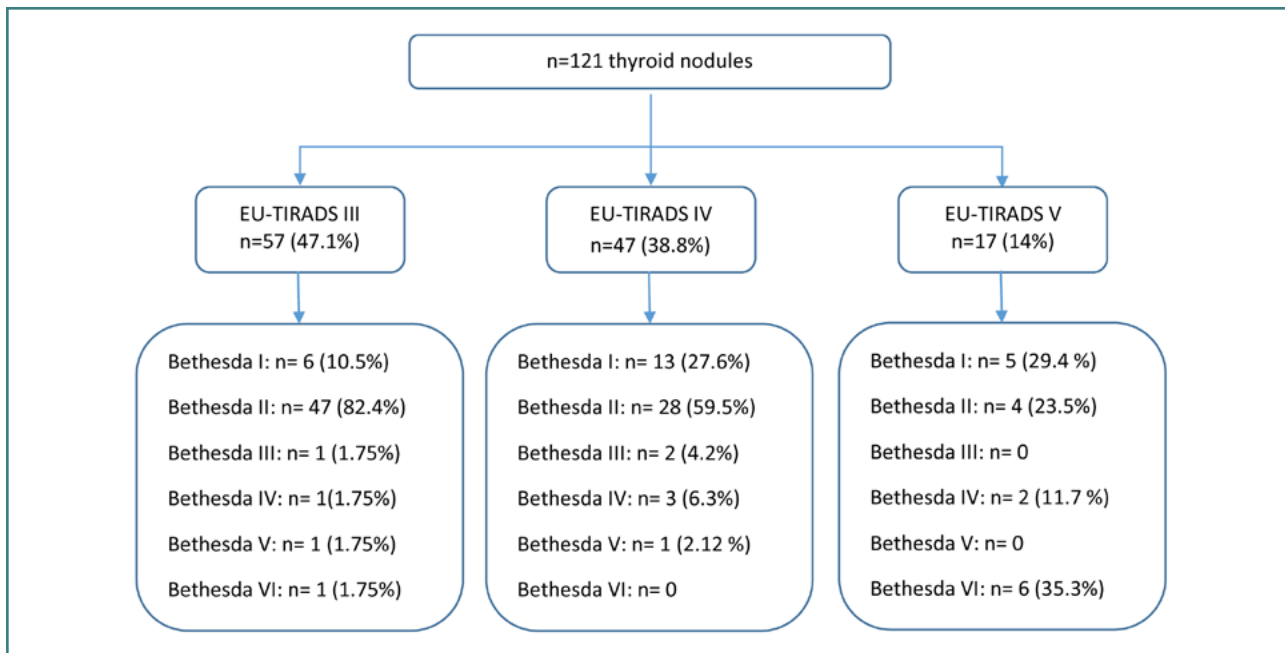 n=121 thyroid nodules
EU-TIRADS III
n=57 (47.1%)
EU-TIRADS IV
n=47 (38.8%)
EU-TIRADS V
n=17 (14%)
Bethesda I: n= 6 (10.5%)
Bethesda II: n= 47 (82.4%)
Bethesda III: n= 1 (1.75%)
Bethesda IV: n= 1(1.75%)
Bethesda V: n= 1 (1.75%)
Bethesda VI: n= 1 (1.75%)
Bethesda I: n= 13 (27.6%)
Bethesda II: n= 28 (59.5%)
Bethesda III: n= 2 (4.2%)
Bethesda IV: n= 3 (6.3%)
Bethesda V: n= 1 (2.12 %)
Bethesda VI: n= 0
Bethesda I: n= 5 (29.4 %)
Bethesda II: n= 4 (23.5%)
Bethesda III: n= 0
Bethesda IV: n= 2 (11.7 %)
Bethesda V: n= 0
Bethesda VI: n= 6 (35.3%)